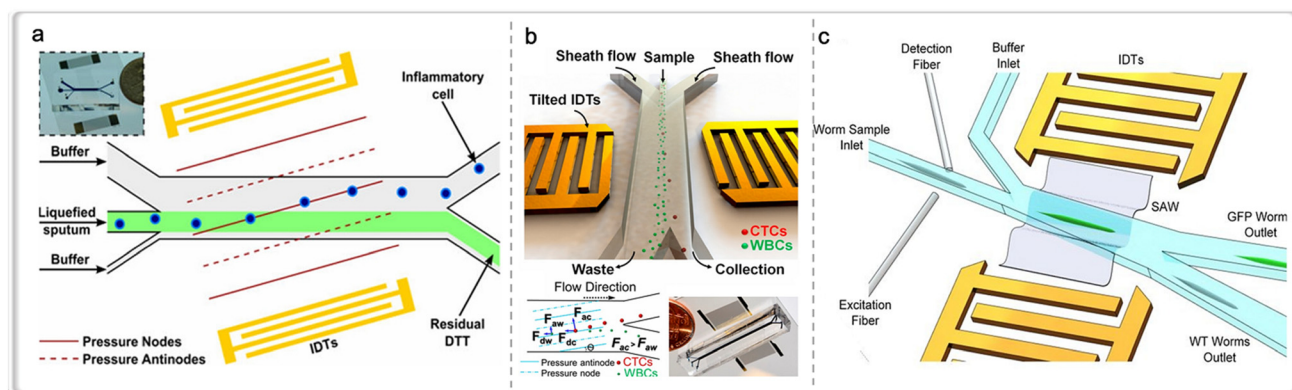 a
Inflammatory
cell
Buffer
Liquefied
sputum
Buffer
Pressure Nodes
Pressure Antinodes
IDTs
Residual
DTT
b
Sheath flow
Sample
Sheath flow
Tilted IDTs
CTCs
WBCs
Waste
Collection
Flow Direction
Fac
Faw
Fdw
Fdc
Fac > Faw
Θ
Pressure antinode
CTCs
Pressure node
WBCs
c
Detection
Fiber
Buffer
Inlet
IDTs
Worm Sample
Inlet
SAW
GFP Worm
Outlet
Excitation
Fiber
WT Worms
Outlet